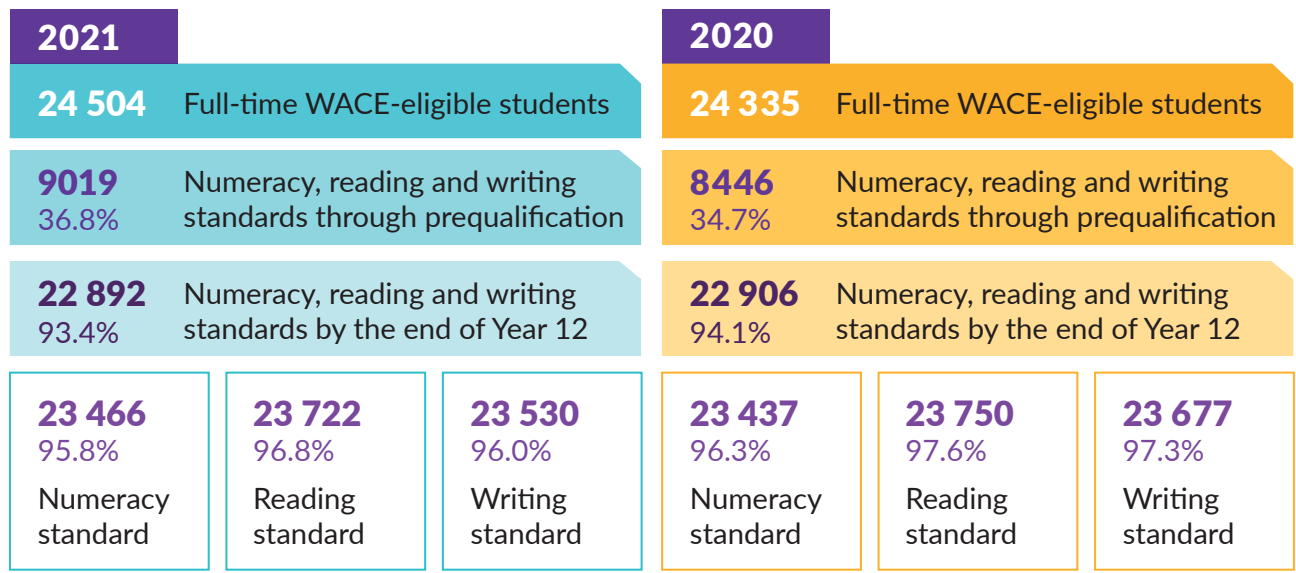 2021
24 504 Full-time WACE-eligible students
9019
36.8%
Numeracy, reading and writing
standards through prequalification
22 892
93.4%
Numeracy, reading and writing
standards by the end of Year 12
23 466
95.8%
Numeracy
standard
23 722
96.8%
Reading
standard
23 530
96.0%
Writing
standard
2020
24 335 Full-time WACE-eligible students
8446
34.7%
Numeracy, reading and writing
standards through prequalification
22 906
94.1%
Numeracy, reading and writing
standards by the end of Year 12
23 437
96.3%
Numeracy
standard
23 750
97.6%
Reading
standard
23 677
97.3%
Writing
standard